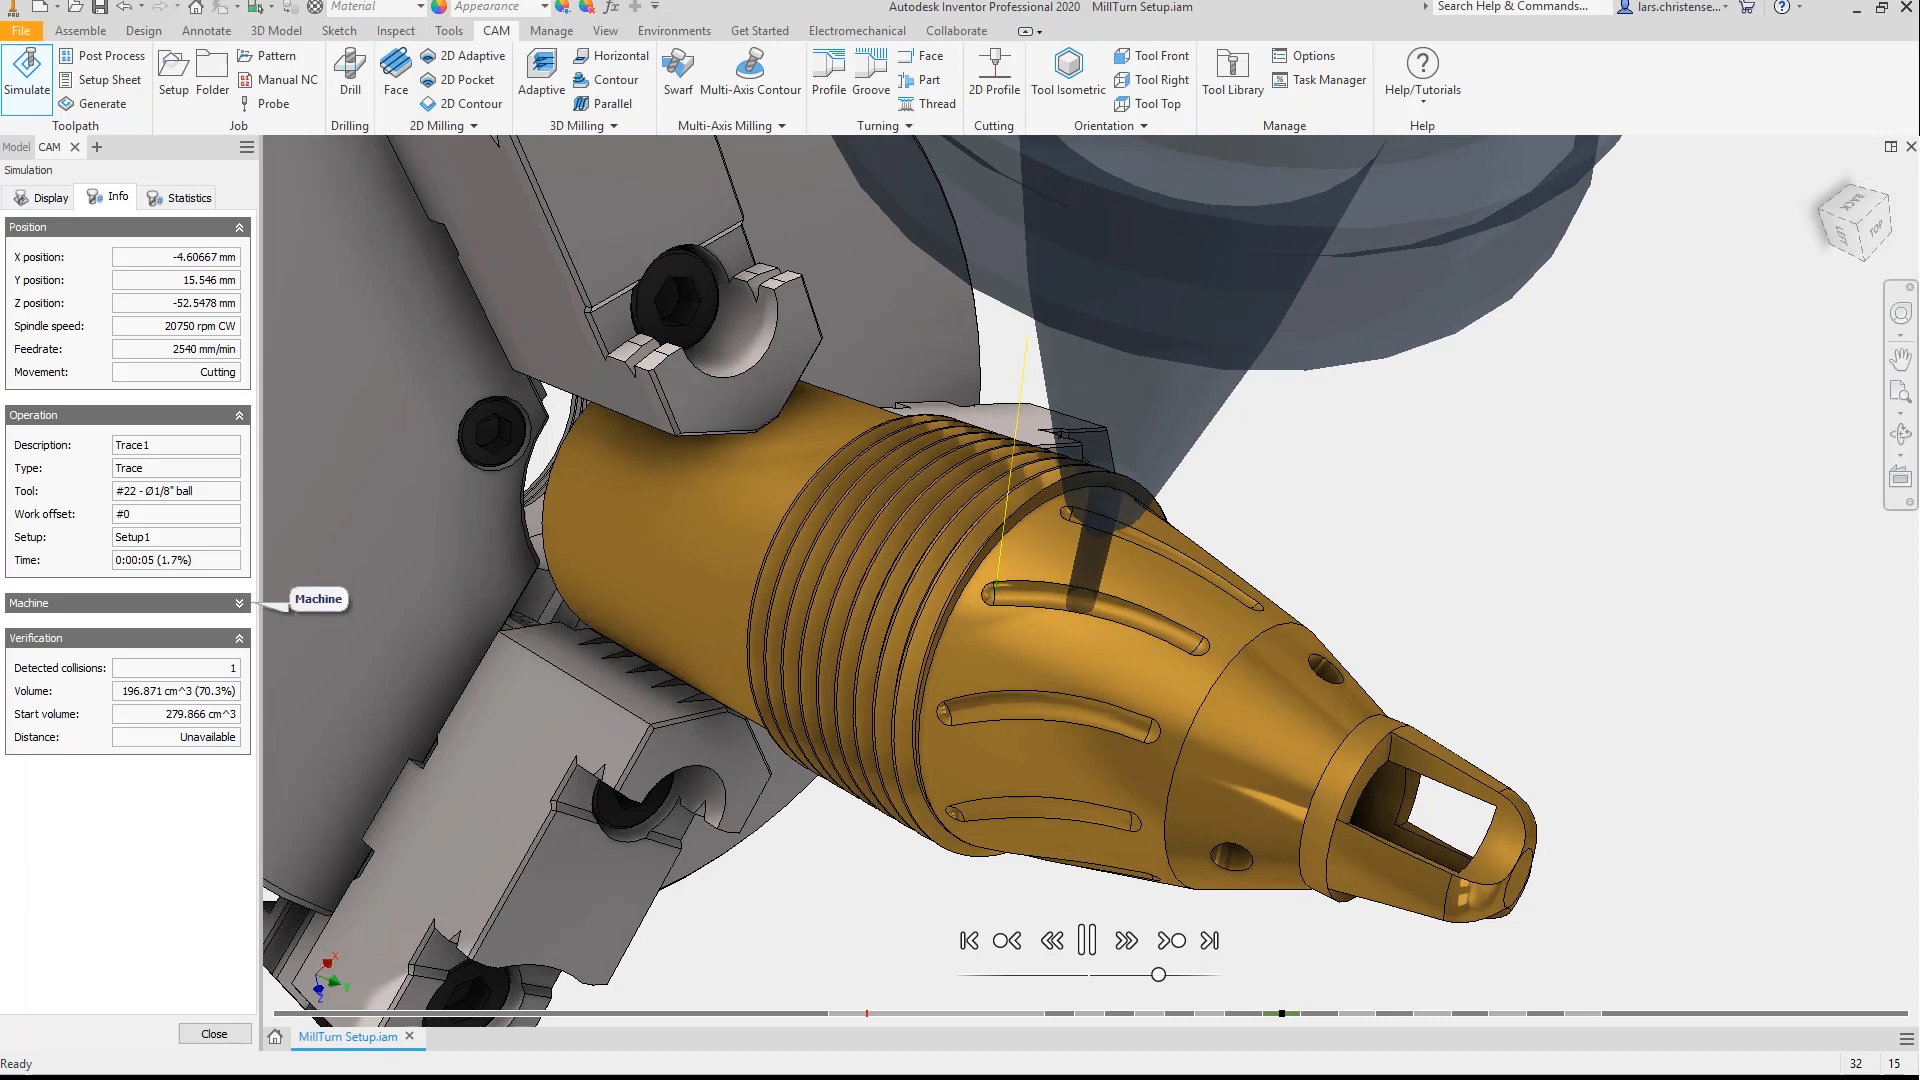 PRO
Material
Appearance
fx
Autodesk Inventor Professional 2020 MillTurn Setup.iam
Search Help & Commands...
lars.christense...
File Assemble Design Annotate 3D Model Sketch Inspect Tools CAM Manage View Environments Get Started Electromechanical Collaborate
Simulate
Post Process
Setup Sheet
Generate
Toolpath
Setup
Folder
Pattern
Manual NC
Probe
Job
Drill
Drilling
Face
2D Adaptive
2D Pocket
2D Contour
2D Milling
Adaptive
Horizontal
Contour
Parallel
3D Milling
Swarf
Multi-Axis Contour
Multi-Axis Milling
Profile
Groove
Face
Part
Thread
Turning
2D Profile
Cutting
Tool Isometric
Tool Front
Tool Right
Tool Top
Orientation
Tool Library
Options
Task Manager
Manage
Help/Tutorials
Help
Model CAM
Simulation
Display Info Statistics
Position
X position: -4.60667 mm
Y position: 15.546 mm
Z position: -52.5478 mm
Spindle speed: 20750 rpm CW
Feedrate: 2540 mm/min
Movement: Cutting
Operation
Description: Trace1
Type: Trace
Tool: #22 - Ø1/8" ball
Work offset: #0
Setup: Setup1
Time: 0:00:05 (1.7%)
Machine
Machine
Verification
Detected collisions: 1
Volume: 196.871 cm^3 (70.3%)
Start volume: 279.866 cm^3
Distance: Unavailable
Close
BACK
LEFT
TOP
X
Y
Z
MillTurn Setup.iam
Ready
32 15